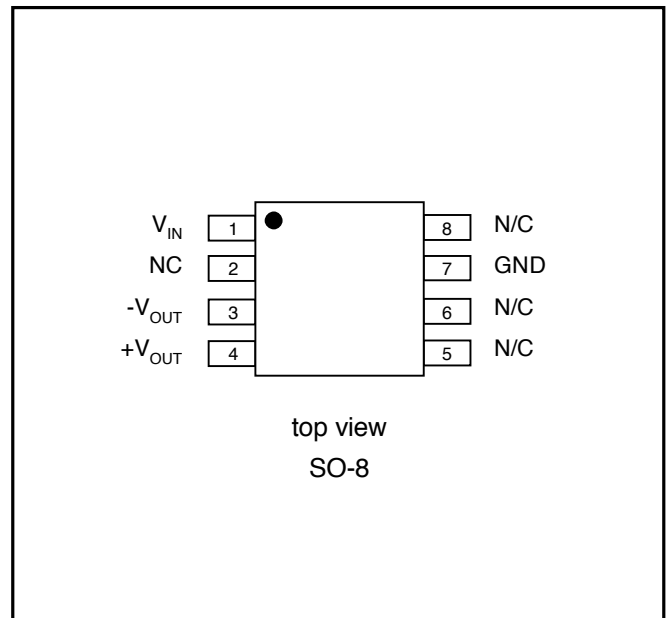 V_IN 1 8 N/C
NC 2 7 GND
-V_OUT 3 6 N/C
+V_OUT 4 5 N/C
top view
SO-8